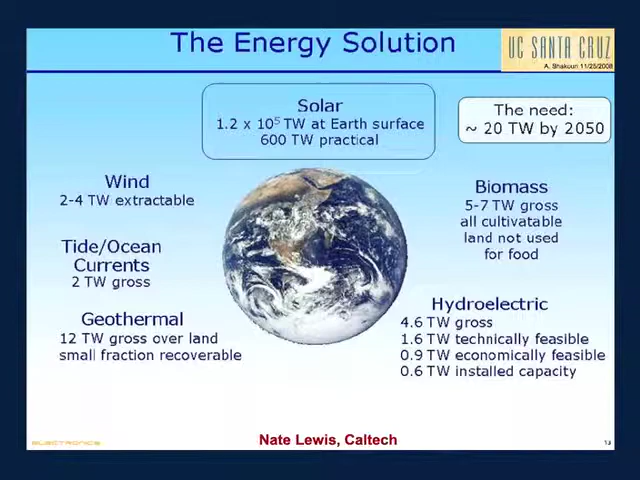 The Energy Solution
UC SANTA CRUZ
A. Shakouri 11/25/2008
Solar
1.2 x 10⁵ TW at Earth surface
600 TW practical
The need:
~ 20 TW by 2050
Wind
2-4 TW extractable
Tide/Ocean
Currents
2 TW gross
Geothermal
12 TW gross over land
small fraction recoverable
Biomass
5-7 TW gross
all cultivatable
land not used
for food
Hydroelectric
4.6 TW gross
1.6 TW technically feasible
0.9 TW economically feasible
0.6 TW installed capacity
ELECTRONICS
Nate Lewis, Caltech
13